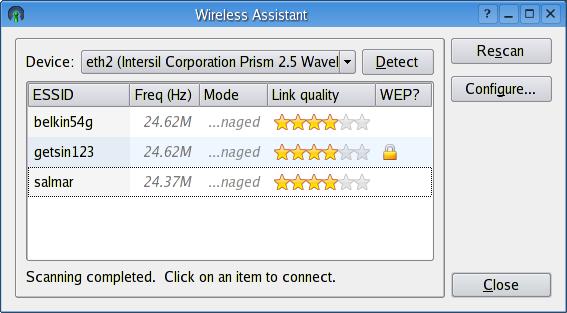 Wireless Assistant
Device: eth2 (Intersil Corporation Prism 2.5 Wavel Detect
Rescan
Configure...
ESSID Freq (Hz) Mode Link quality WEP?
belkin54g 24.62M ...naged
getsin123 24.62M ...naged
salmar 24.37M ...naged
Scanning completed. Click on an item to connect.
Close